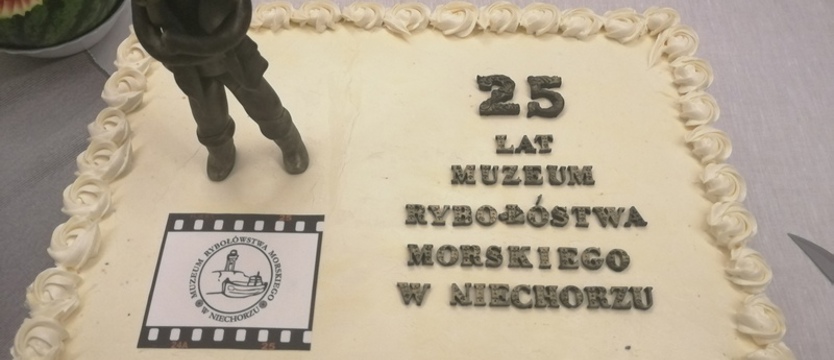 25
LAT
MUZEUM
RYBOŁÓSTWA
MORSKIEGO
W NIECHORZU
MUZEUM RYBOŁÓWSTWA MORSKIEGO
W NIECHORZU